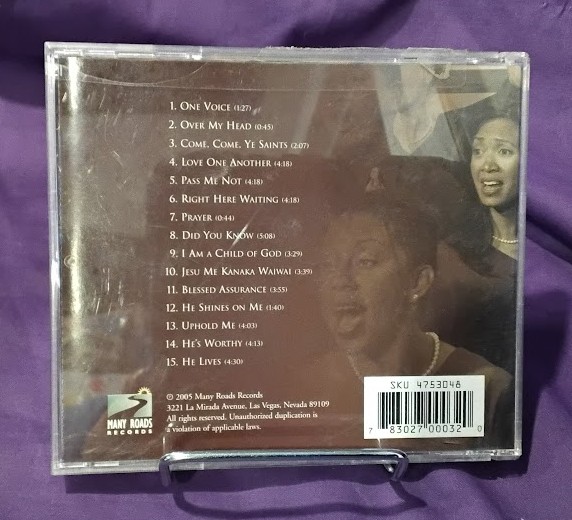 1. ONE VOICE (1:27)
2. OVER MY HEAD (0:45)
3. COME, COME, YE SAINTS (2:07)
4. LOVE ONE ANOTHER (4:18)
5. PASS ME NOT (4:18)
6. RIGHT HERE WAITING (4:18)
7. PRAYER (0:44)
8. DID YOU KNOW (5:08)
9. I AM A CHILD OF GOD (3:29)
10. JESU ME KANAKA WAIWAI (3:39)
11. BLESSED ASSURANCE (3:55)
12. HE SHINES ON ME (1:40)
13. UPHOLD ME (4:03)
14. HE'S WORTHY (4:13)
15. HE LIVES (4:30)
MANY ROADS
RECORDS
© 2005 Many Roads Records
3221 La Mirada Avenue, Las Vegas, Nevada 89109
All rights reserved. Unauthorized duplication is
a violation of applicable laws.
SKU 4753048
7 83027 00032 0